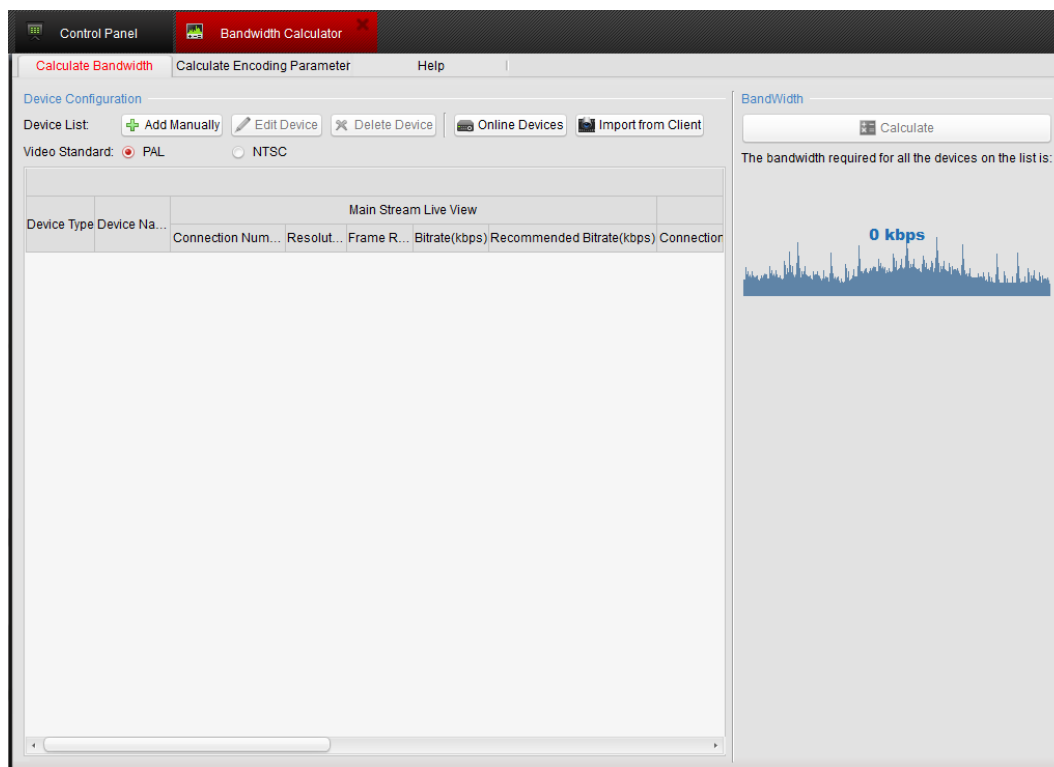 Control Panel Bandwidth Calculator
Calculate Bandwidth Calculate Encoding Parameter Help
Device Configuration
Device List: Add Manually Edit Device Delete Device Online Devices Import from Client
Video Standard: PAL NTSC
Main Stream Live View
Device Type Device Na...
Connection Num... Resolut... Frame R... Bitrate(kbps) Recommended Bitrate(kbps) Connection
BandWidth
Calculate
The bandwidth required for all the devices on the list is:
0 kbps